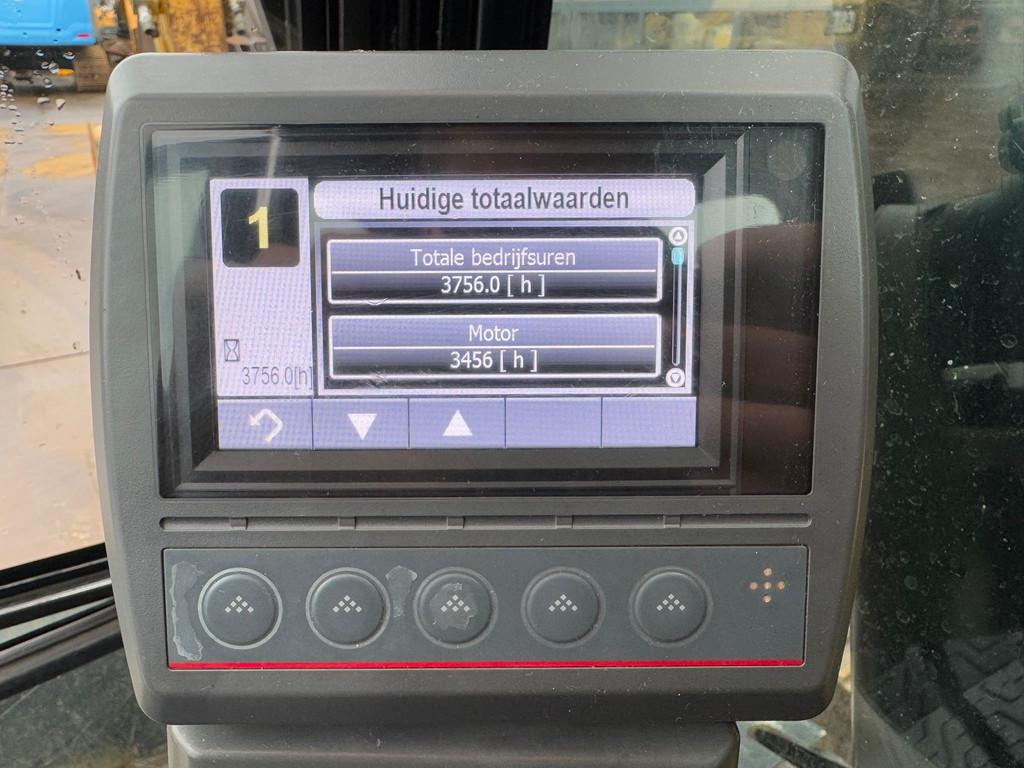 1
Huidige totaalwaarden
Totale bedrijfsuren
3756.0 [ h ]
Motor
3456 [ h ]
3756.0[h]